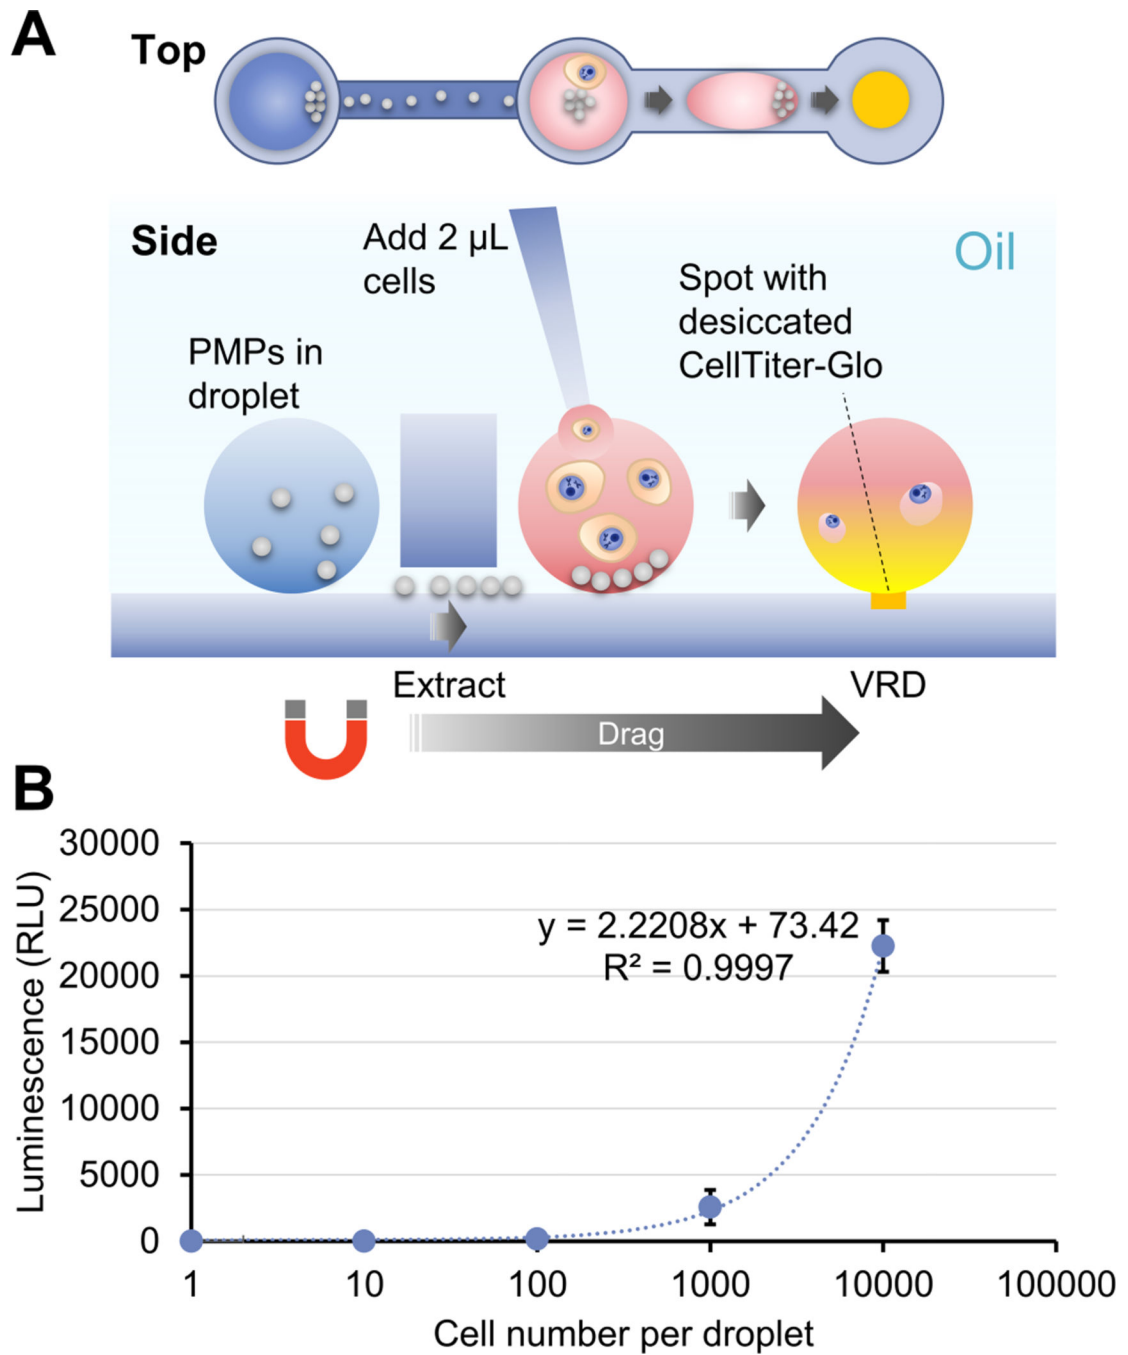 A
Top
Side
Add 2 µL
cells
Oil
Spot with
desiccated
CellTiter-Glo
PMPs in
droplet
Extract
VRD
Drag
B
30000
25000
20000
15000
10000
5000
0
Luminescence (RLU)
y = 2.2208x + 73.42
R² = 0.9997
1 10 100 1000 10000 100000
Cell number per droplet